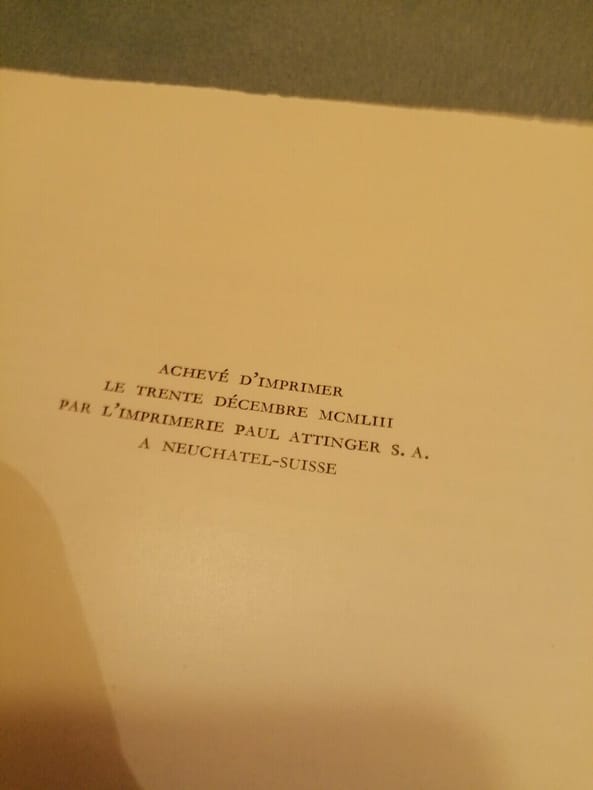 ACHEVÉ D'IMPRIMER
LE TRENTE DÉCEMBRE MCMLIII
PAR L'IMPRIMERIE PAUL ATTINGER S. A.
A NEUCHATEL-SUISSE